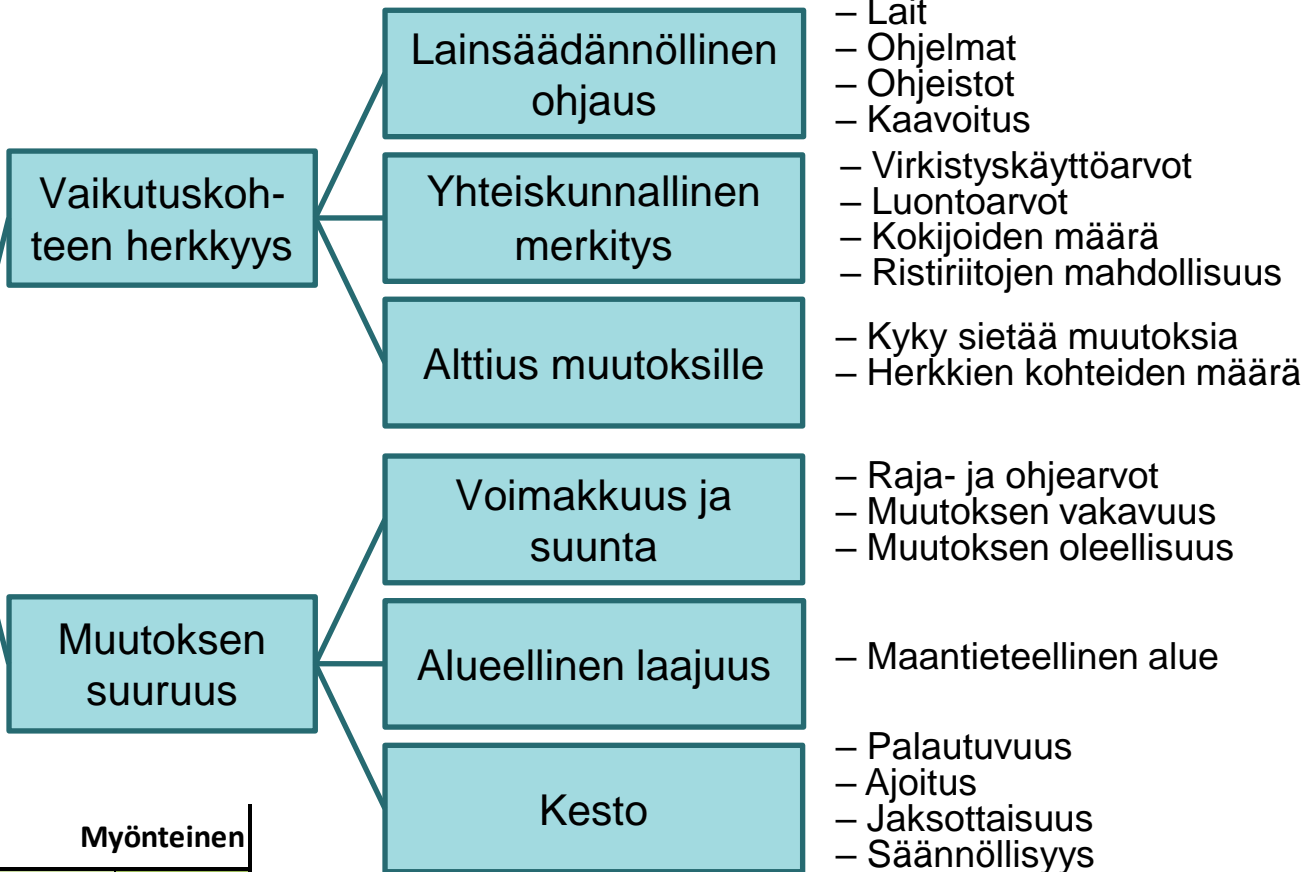 Vaikutuskoh-
teen herkkyys
Lainsäädännöllinen
ohjaus
– Lait
– Ohjelmat
– Ohjeistot
– Kaavoitus
Yhteiskunnallinen
merkitys
– Virkistyskäyttöarvot
– Luontoarvot
– Kokijoiden määrä
– Ristiriitojen mahdollisuus
Alttius muutoksille
– Kyky sietää muutoksia
– Herkkien kohteiden määrä
Muutoksen
suuruus
Voimakkuus ja
suunta
– Raja- ja ohjearvot
– Muutoksen vakavuus
– Muutoksen oleellisuus
Alueellinen laajuus
– Maantieteellinen alue
Kesto
– Palautuvuus
– Ajoitus
– Jaksottaisuus
– Säännöllisyys
Myönteinen